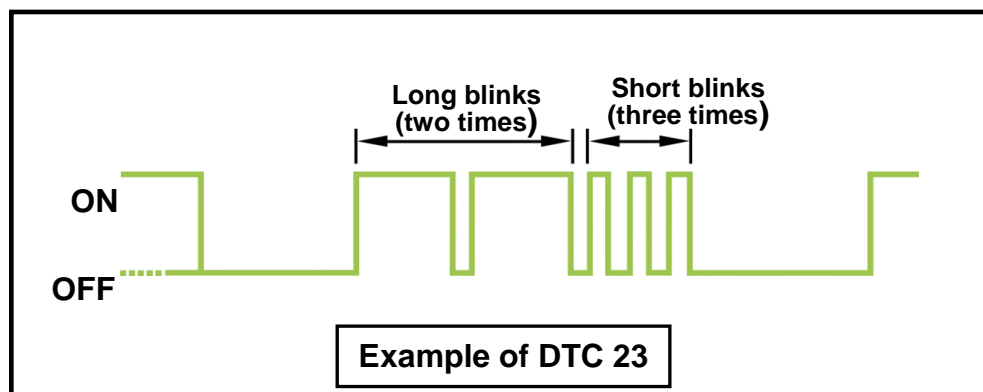 Long blinks
(two times)
Short blinks
(three times)
ON
OFF
Example of DTC 23